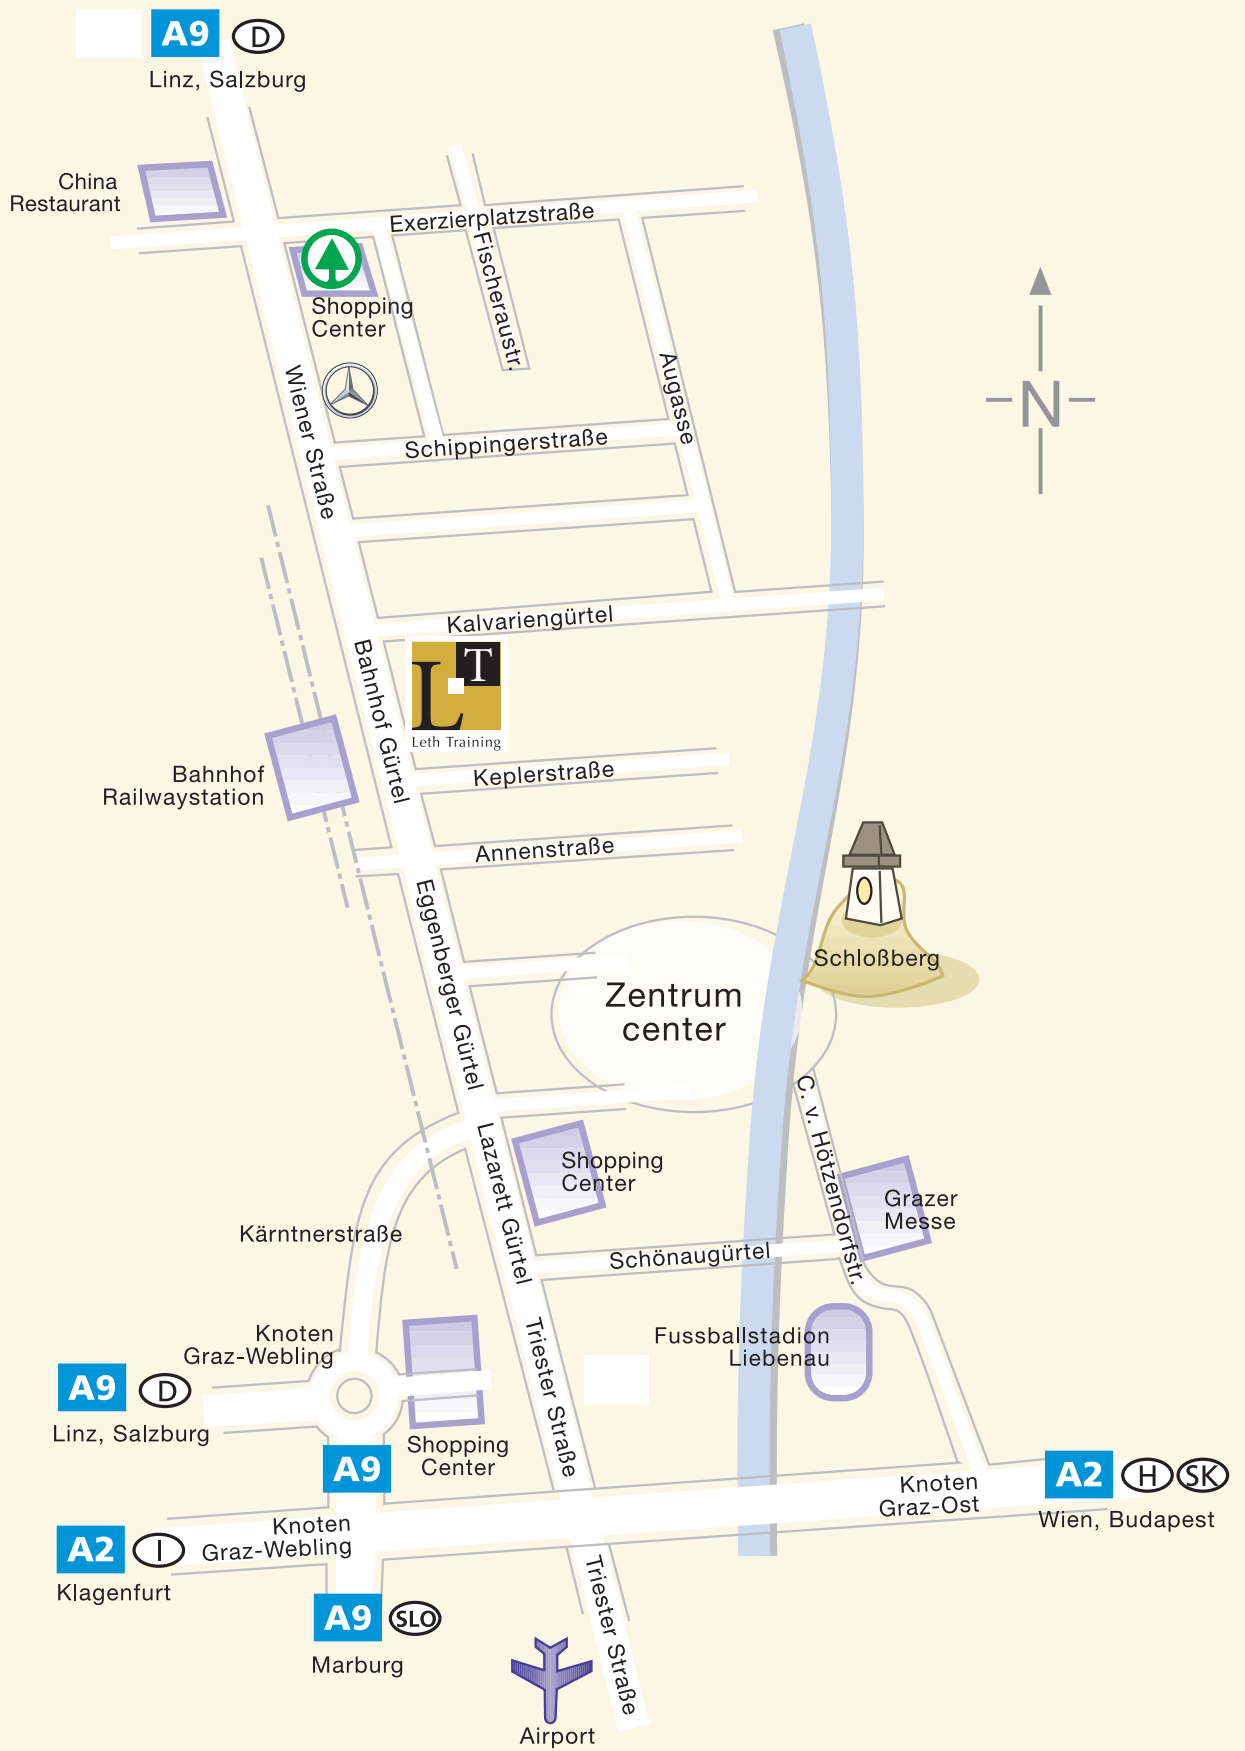 A9 D
Linz, Salzburg
China
Restaurant
Exerzierplatzstraße
Fischeraustr.
Shopping
Center
Wiener Straße
Augasse
N
Schippingerstraße
Kalvariengürtel
Bahnhof Gürtel
LT
Leth Training
Bahnhof
Railwaystation
Keplerstraße
Annenstraße
Eggenberger Gürtel
Schloßberg
Zentrum
center
C. v. Hötzendorfstr.
Lazarett Gürtel
Shopping
Center
Grazer
Messe
Kärntnerstraße
Schönaugürtel
Knoten
Graz-Webling
Triester Straße
Fussballstadion
Liebenau
A9 D
Linz, Salzburg
Shopping
Center
A9
Knoten
Graz-Ost
A2 H SK
Wien, Budapest
Knoten
Graz-Webling
A2 I
Klagenfurt
Triester Straße
A9 SLO
Marburg
Airport